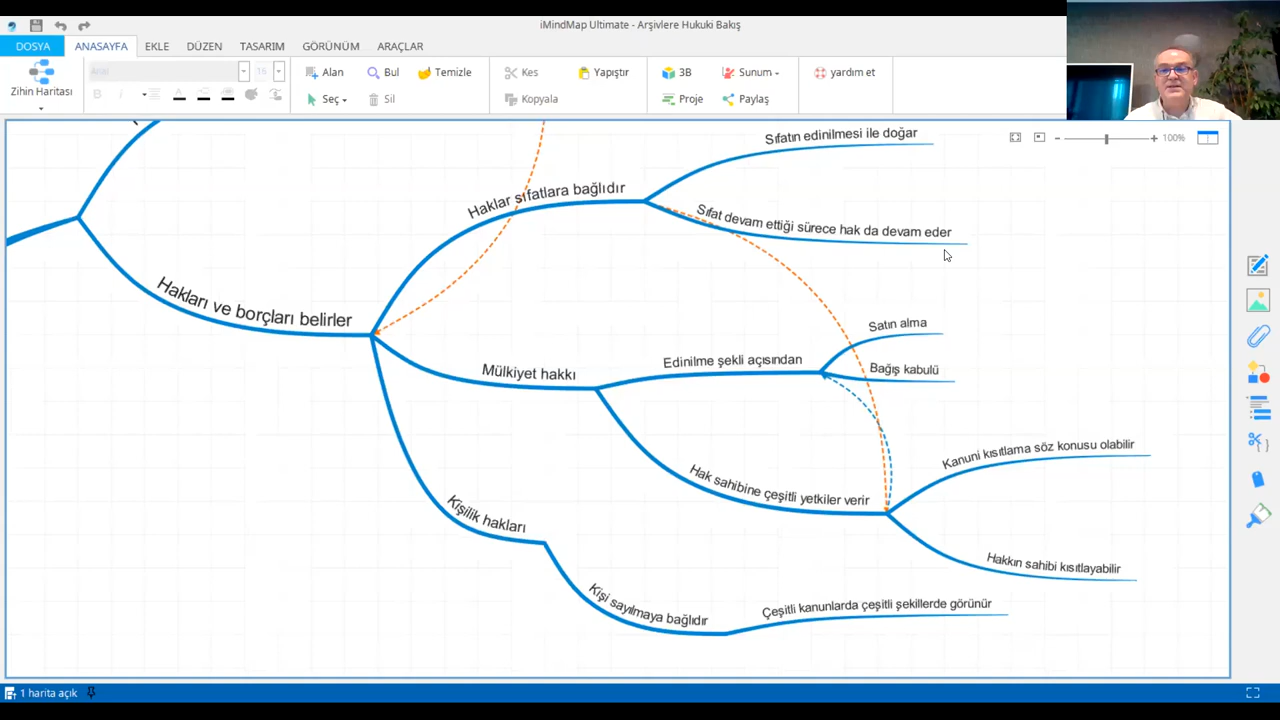 iMindMap Ultimate - Arşivlere Hukuki Bakış
DOSYA ANASAYFA EKLE DÜZEN TASARIM GÖRÜNÜM ARAÇLAR
Zihin Haritası
Arial 16
B I A
Alan Bul Temizle
Seç Sil
Kes Yapıştır
Kopyala
3B Sunum
Proje Paylaş
yardım et
100%
Sıfatın edinilmesi ile doğar
Haklar sıfatlara bağlıdır
Sıfat devam ettiği sürece hak da devam eder
Hakları ve borçları belirler
Satın alma
Edinilme şekli açısından
Mülkiyet hakkı
Bağış kabulü
Kanuni kısıtlama söz konusu olabilir
Hak sahibine çeşitli yetkiler verir
Hakkın sahibi kısıtlayabilir
Kişilik hakları
Kişi sayılmaya bağlıdır
Çeşitli kanunlarda çeşitli şekillerde görünür
1 harita açık